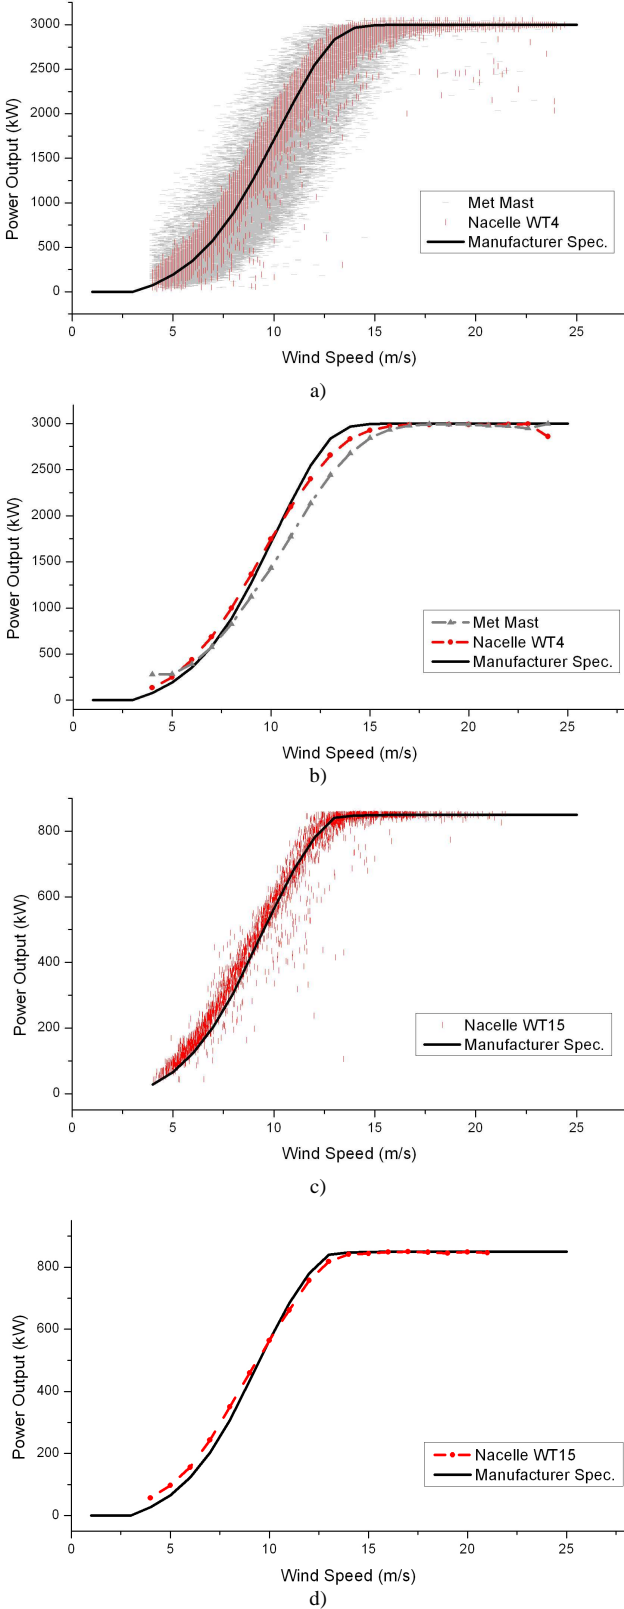 3000
2500
2000
1500
1000
500
0
Power Output (kW)
Met Mast
Nacelle WT4
Manufacturer Spec.
0 5 10 15 20 25
Wind Speed (m/s)
a)
3000
2500
2000
1500
1000
500
0
Power Output (kW)
Met Mast
Nacelle WT4
Manufacturer Spec.
0 5 10 15 20 25
Wind Speed (m/s)
b)
800
600
400
200
0
Power Output (kW)
Nacelle WT15
Manufacturer Spec.
0 5 10 15 20 25
Wind Speed (m/s)
c)
800
600
400
200
0
Power Output (kW)
Nacelle WT15
Manufacturer Spec.
0 5 10 15 20 25
Wind Speed (m/s)
d)